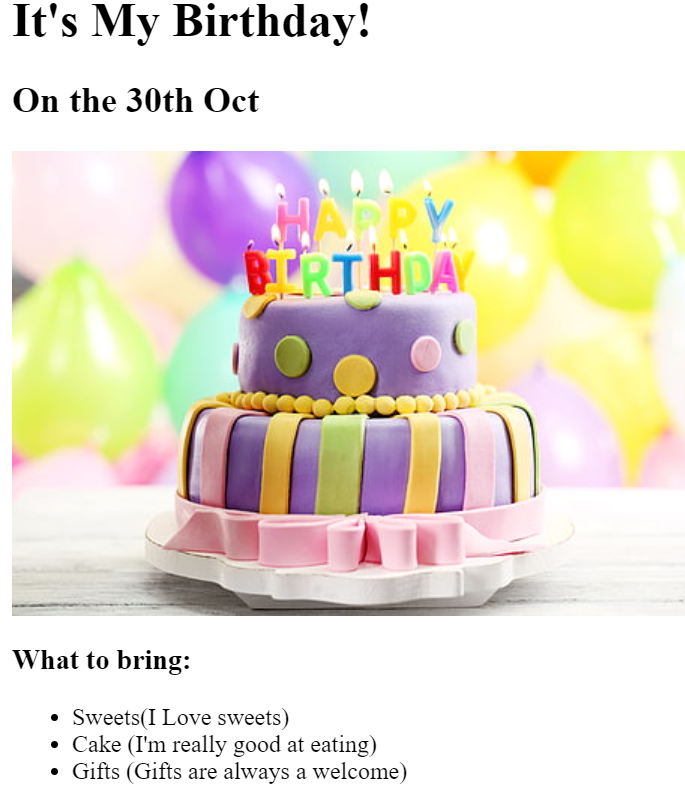 It's My Birthday!
On the 30th Oct
HAPPY
BIRTHDAY
What to bring:
Sweets(I Love sweets)
Cake (I'm really good at eating)
Gifts (Gifts are always a welcome)